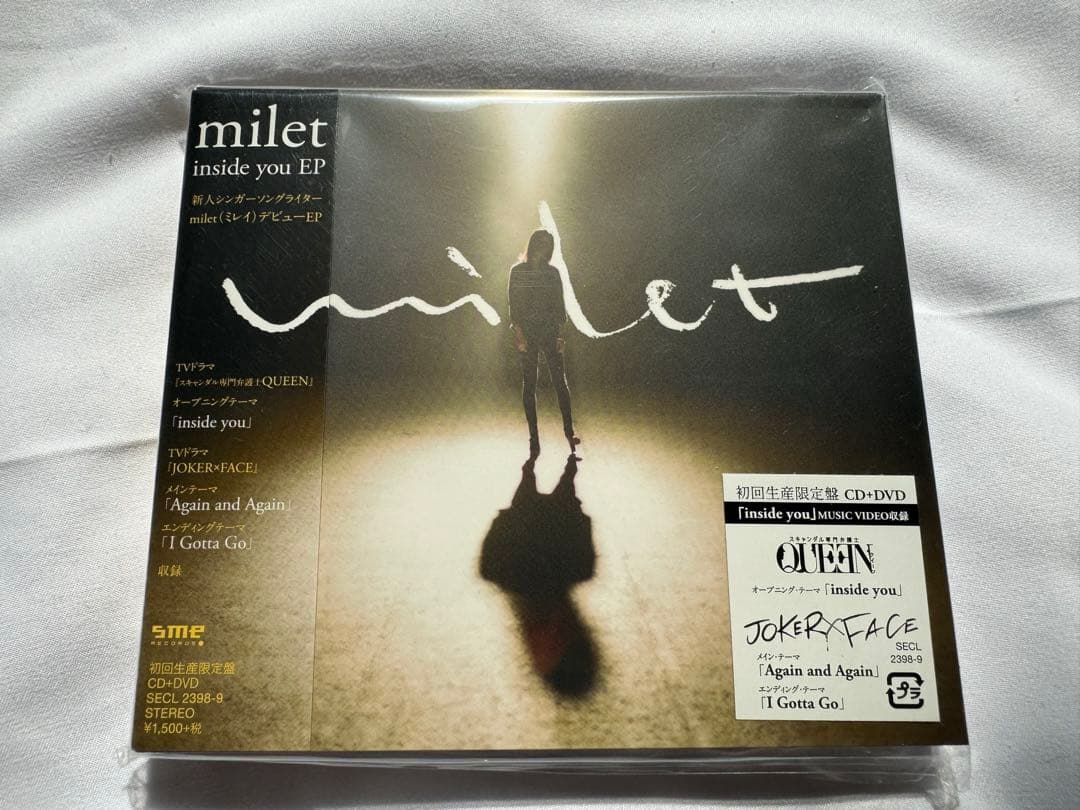 milet
inside you EP
新人シンガーソングライター
milet（ミレイ）デビューEP
TVドラマ
『スキャンダル専門弁護士QUEEN』
オープニングテーマ
「inside you」
TVドラマ
「JOKER×FACE」
メインテーマ
「Again and Again」
エンディングテーマ
「I Gotta Go」
収録
sme
RECORDS
初回生産限定盤
CD+DVD
SECL 2398-9
STEREO
¥1,500+税
milet
初回生産限定盤 CD+DVD
「inside you」MUSIC VIDEO収録
スキャンダル専門弁護士
QUEEN
オープニング・テーマ「inside you」
JOKER×FACE
SECL
2398-9
メイン・テーマ
「Again and Again」
エンディング・テーマ
「I Gotta Go」
プラ